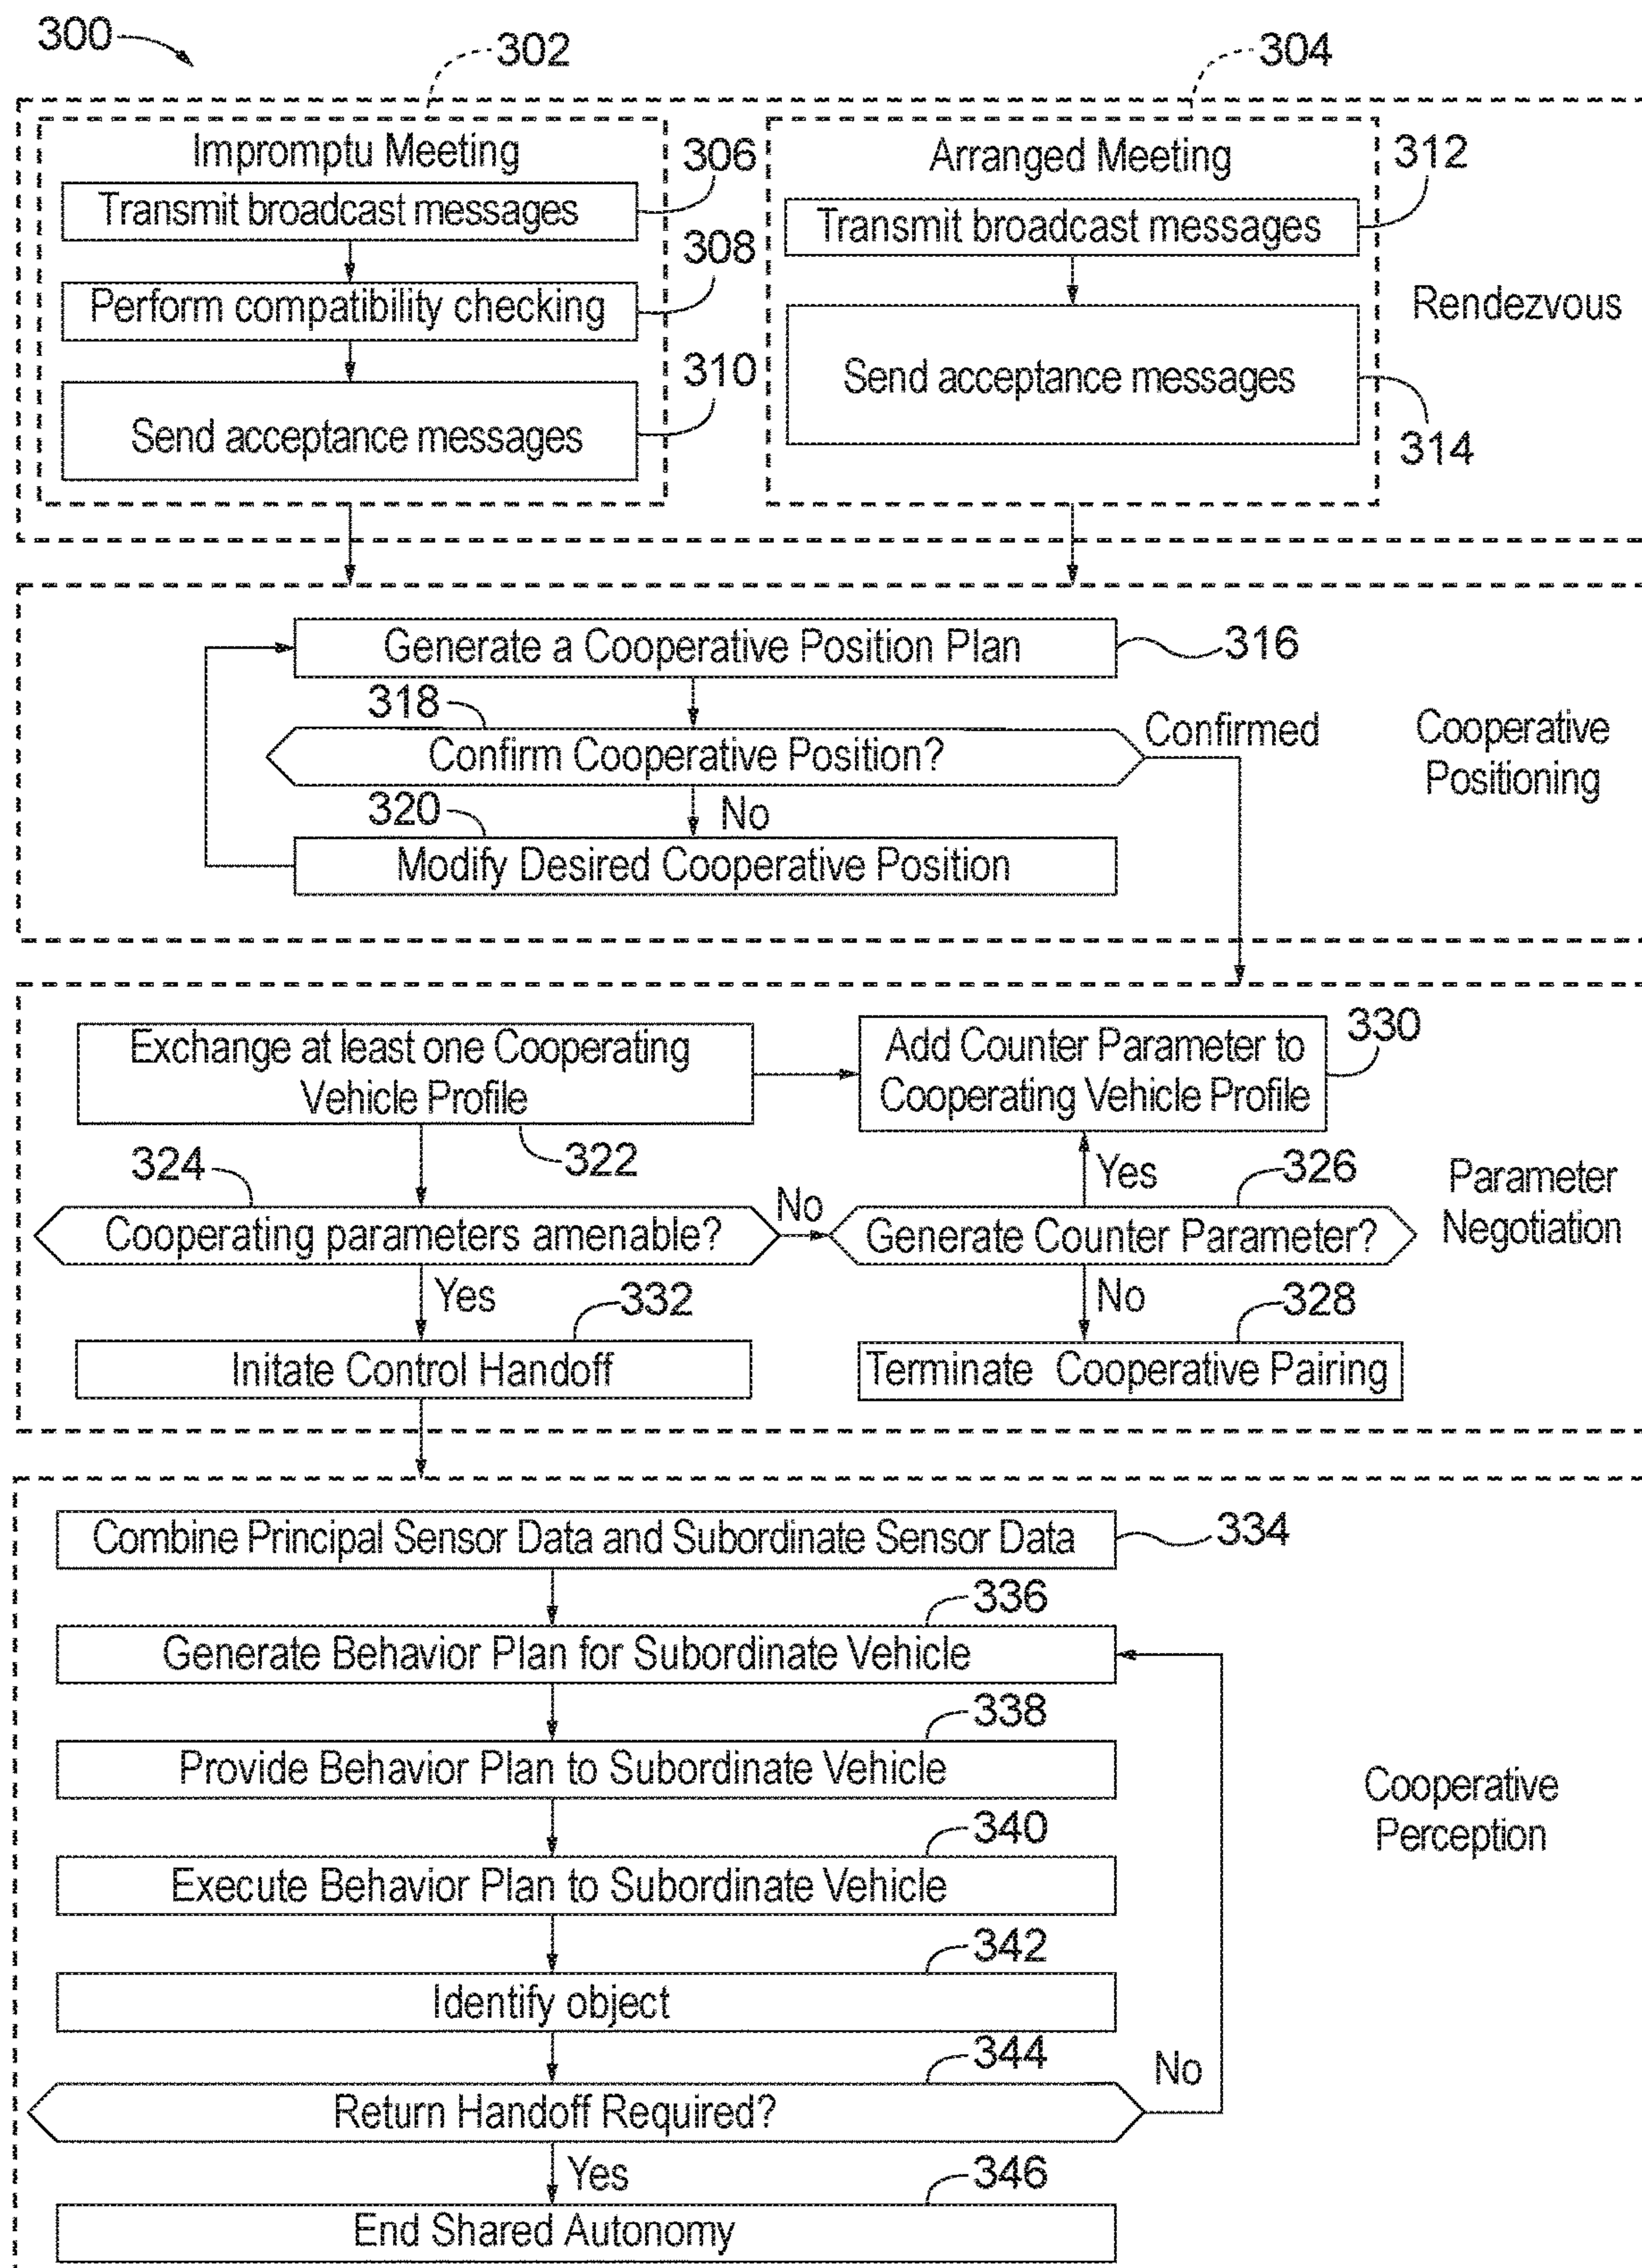 300
302
304
Impromptu Meeting
306
Transmit broadcast messages
308
Perform compatibility checking
310
Send acceptance messages
Arranged Meeting
312
Transmit broadcast messages
Send acceptance messages
314
Rendezvous
Generate a Cooperative Position Plan
316
318
Confirm Cooperative Position?
Confirmed
320
No
Modify Desired Cooperative Position
Cooperative
Positioning
Exchange at least one Cooperating
Vehicle Profile
322
Add Counter Parameter to
Cooperating Vehicle Profile
330
324
Cooperating parameters amenable?
No
Yes
326
Generate Counter Parameter?
Parameter
Negotiation
Yes
332
Initate Control Handoff
No
328
Terminate Cooperative Pairing
Combine Principal Sensor Data and Subordinate Sensor Data
334
336
Generate Behavior Plan for Subordinate Vehicle
338
Provide Behavior Plan to Subordinate Vehicle
340
Execute Behavior Plan to Subordinate Vehicle
Cooperative
Perception
342
Identify object
344
Return Handoff Required?
No
Yes
346
End Shared Autonomy